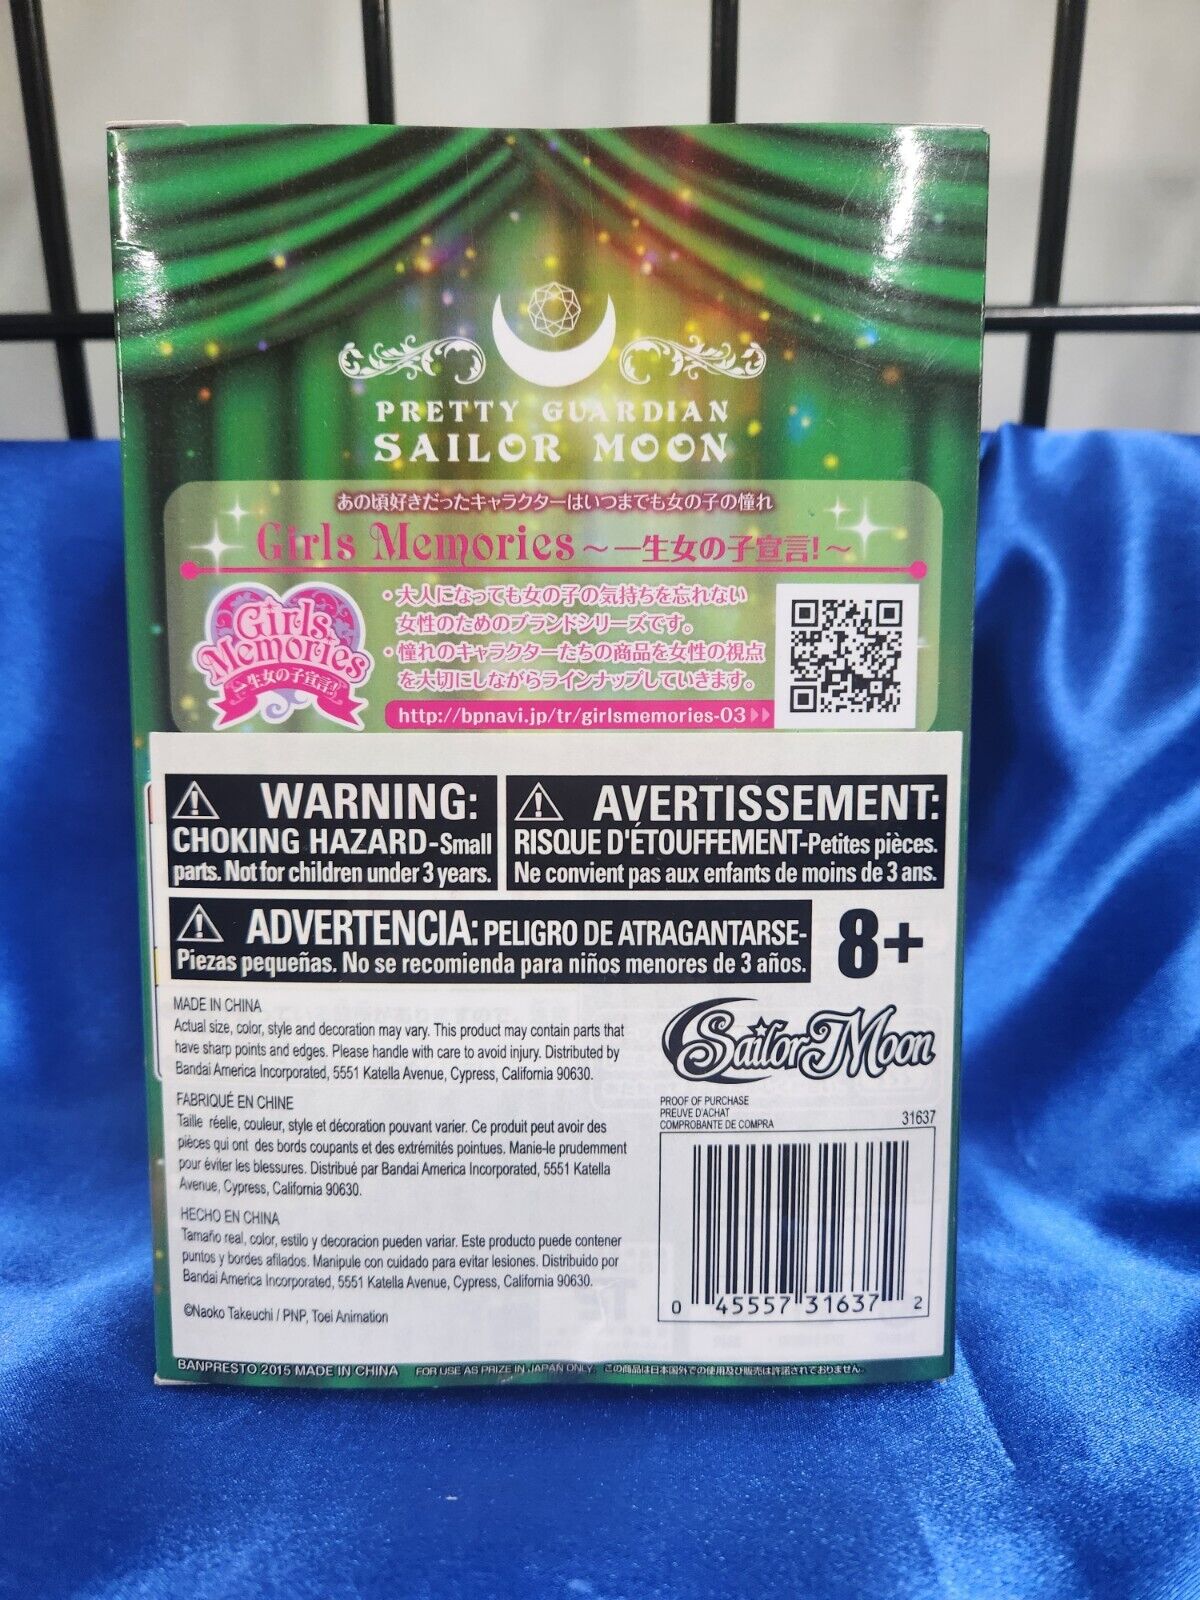 PRETTY GUARDIAN
SAILOR MOON
あの頃好きだったキャラクターはいつまでも女の子の憧れ
Girls Memories～一生女の子宣言!～
Girls
Memories
一生女の子宣言!
・大人になっても女の子の気持ちを忘れない
女性のためのブランドシリーズです。
・憧れのキャラクターたちの商品を女性の視点
を大切にしながらラインナップしていきます。
http://bpnavi.jp/tr/girlsmemories-03
WARNING:
CHOKING HAZARD-Small
parts. Not for children under 3 years.
AVERTISSEMENT:
RISQUE D'ÉTOUFFEMENT-Petites pièces.
Ne convient pas aux enfants de moins de 3 ans.
ADVERTENCIA: PELIGRO DE ATRAGANTARSE-
Piezas pequeñas. No se recomienda para niños menores de 3 años.
8+
MADE IN CHINA
Actual size, color, style and decoration may vary. This product may contain parts that
have sharp points and edges. Please handle with care to avoid injury. Distributed by
Bandai America Incorporated, 5551 Katella Avenue, Cypress, California 90630.
FABRIQUÉ EN CHINE
Taille réelle, couleur, style et décoration pouvant varier. Ce produit peut avoir des
pièces qui ont des bords coupants et des extrémités pointues. Manie-le prudemment
pour éviter les blessures. Distribué par Bandai America Incorporated, 5551 Katella
Avenue, Cypress, California 90630.
HECHO EN CHINA
Tamaño real, color, estilo y decoracion pueden variar. Este producto puede contener
puntos y bordes afilados. Manipule con cuidado para evitar lesiones. Distribuido por
Bandai America Incorporated, 5551 Katella Avenue, Cypress, California 90630.
©Naoko Takeuchi / PNP, Toei Animation
Sailor Moon
PROOF OF PURCHASE
PREUVE D'ACHAT
COMPROBANTE DE COMPRA
31637
0 45557 31637 2
BANPRESTO 2015 MADE IN CHINA FOR USE AS PRIZE IN JAPAN ONLY. この商品は日本国外での使用及び販売は許諾されておりません。